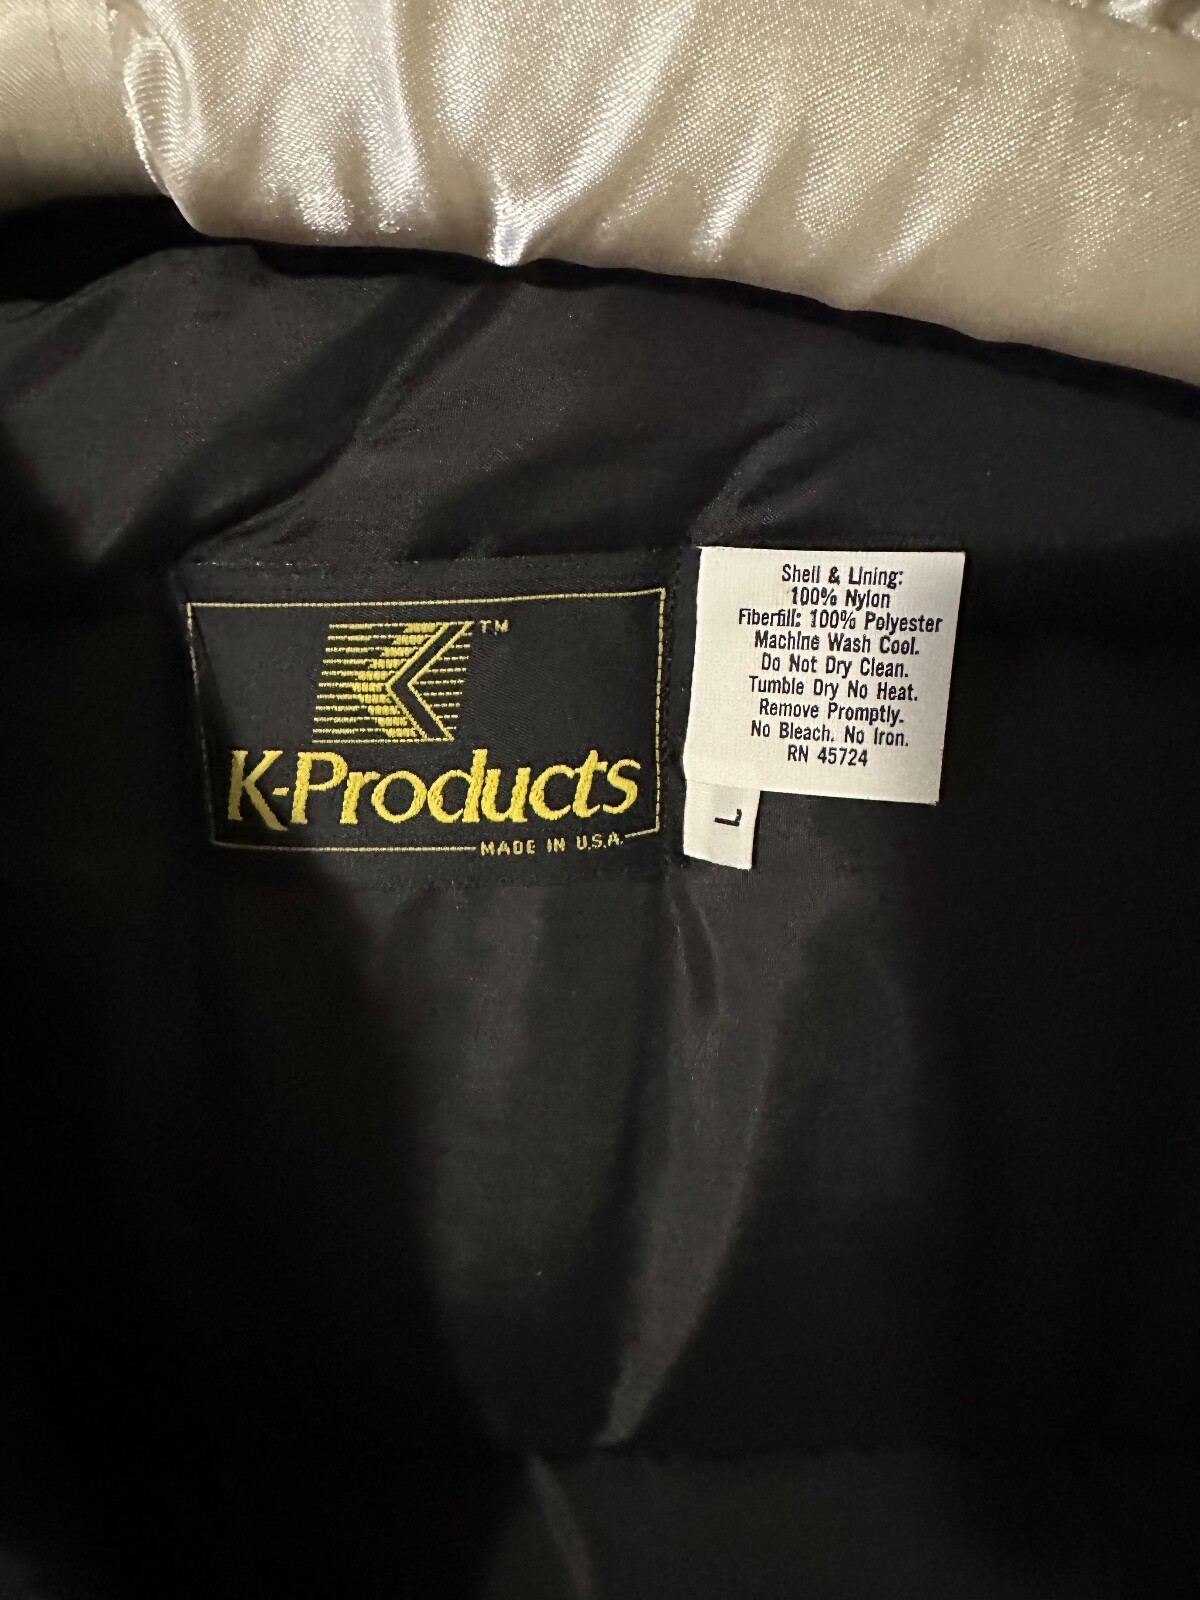 TM
K-Products
MADE IN U.S.A.
Shell & Lining:
100% Nylon
Fiberfill: 100% Polyester
Machine Wash Cool.
Do Not Dry Clean.
Tumble Dry No Heat.
Remove Promptly.
No Bleach. No Iron.
RN 45724
L